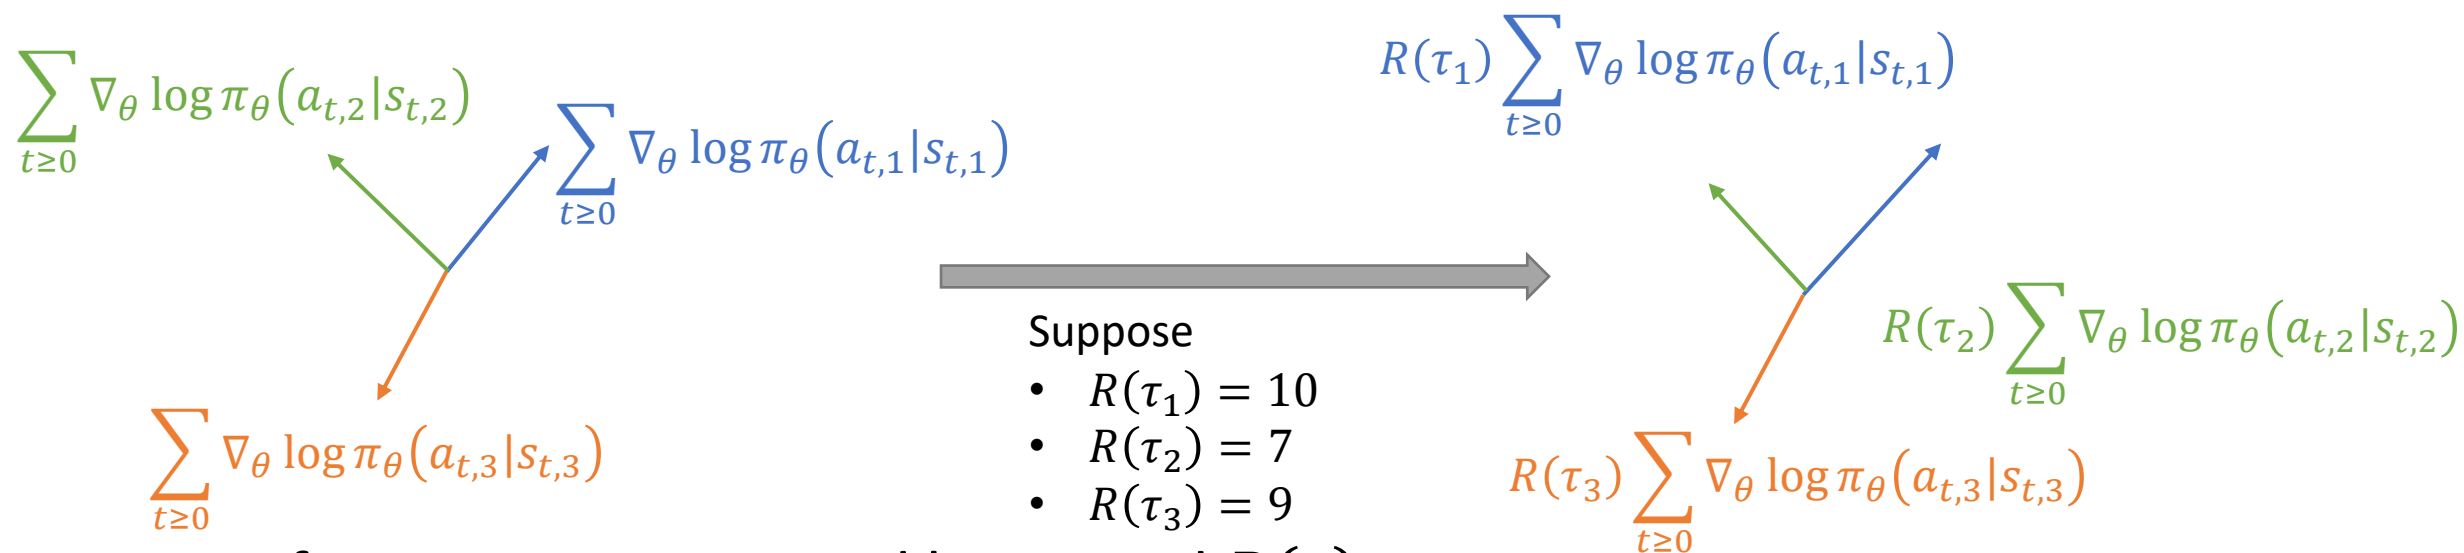 ∑_{t≥0} ∇_θ log π_θ(a_{t,2}|s_{t,2})
∑_{t≥0} ∇_θ log π_θ(a_{t,1}|s_{t,1})
∑_{t≥0} ∇_θ log π_θ(a_{t,3}|s_{t,3})
Suppose
• R(τ_1) = 10
• R(τ_2) = 7
• R(τ_3) = 9
R(τ_1) ∑_{t≥0} ∇_θ log π_θ(a_{t,1}|s_{t,1})
R(τ_2) ∑_{t≥0} ∇_θ log π_θ(a_{t,2}|s_{t,2})
R(τ_3) ∑_{t≥0} ∇_θ log π_θ(a_{t,3}|s_{t,3})